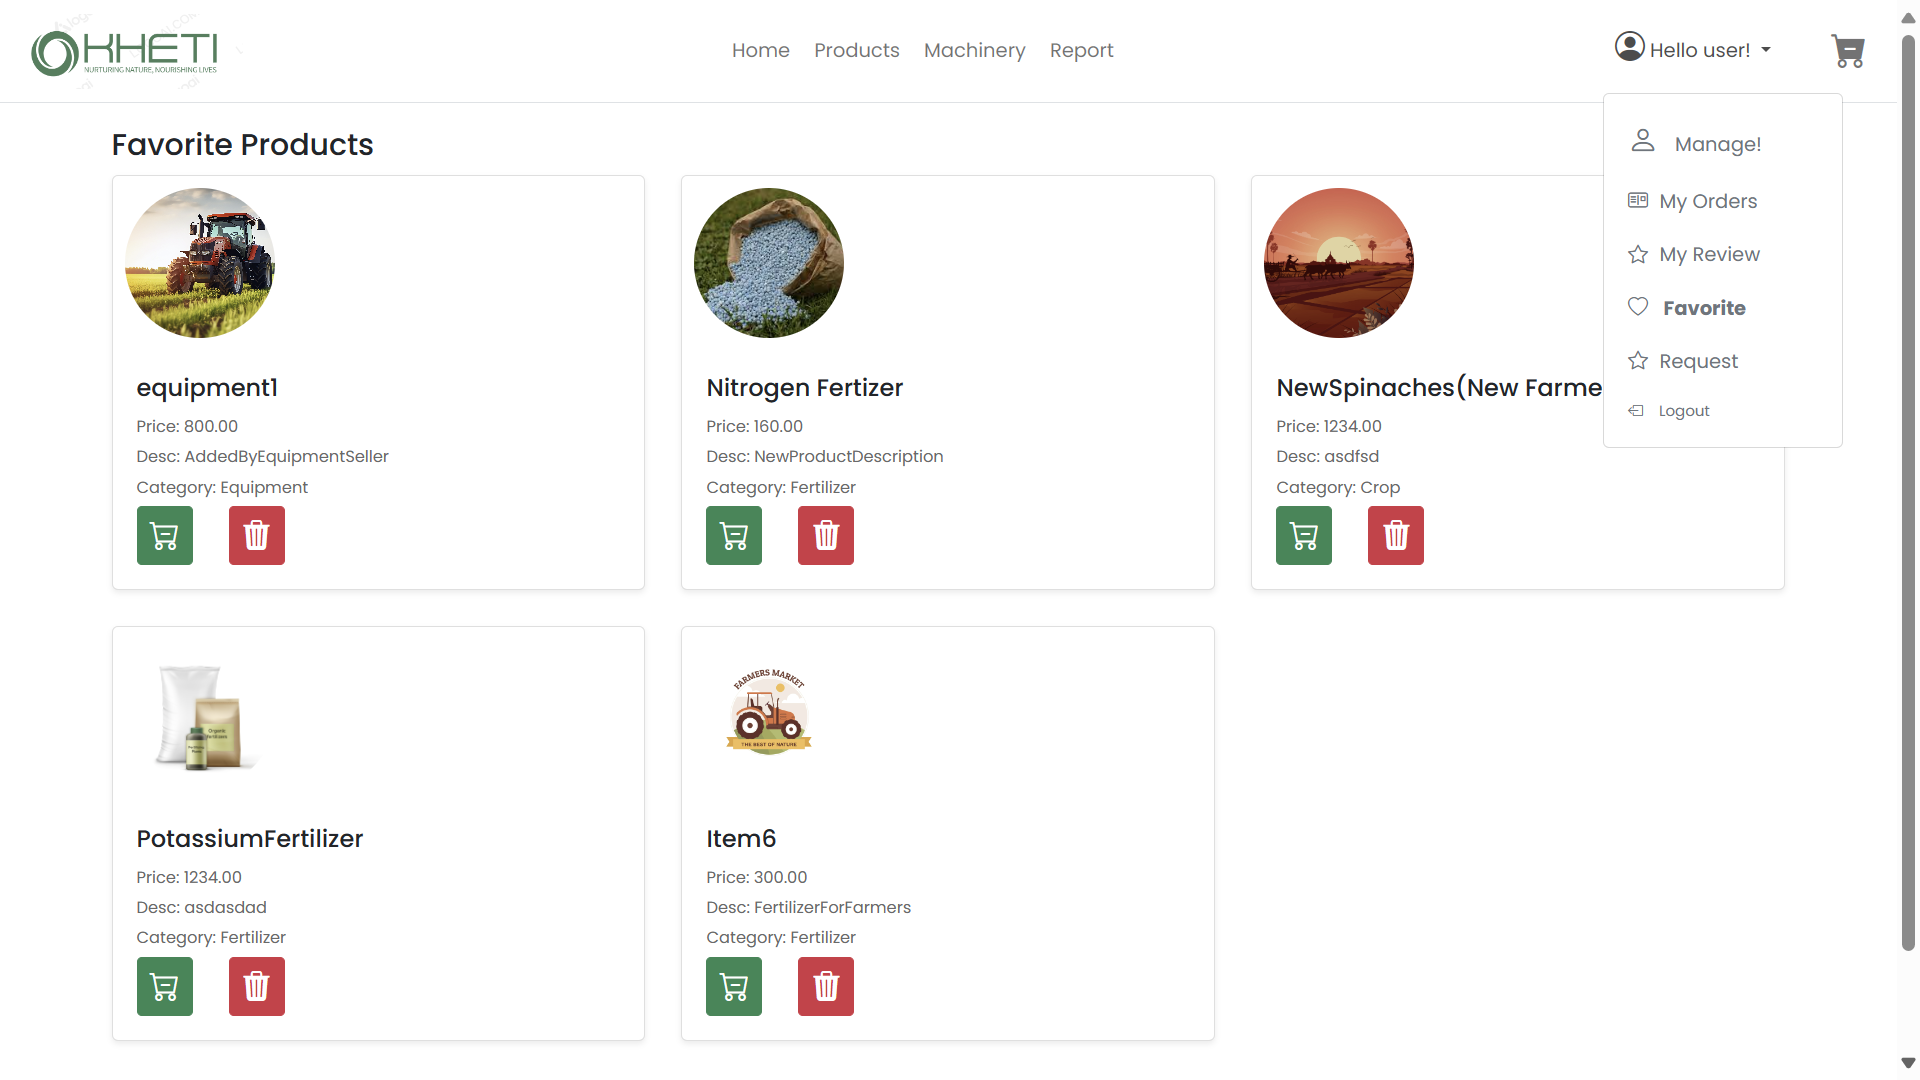 KHETI
NURTURING NATURE, NOURISHING LIVES
Home
Products
Machinery
Report
Hello user!
Manage!
My Orders
My Review
Favorite
Request
Logout
Favorite Products
equipment1
Price: 800.00
Desc: AddedByEquipmentSeller
Category: Equipment
Nitrogen Fertizer
Price: 160.00
Desc: NewProductDescription
Category: Fertilizer
NewSpinaches(New Farme
Price: 1234.00
Desc: asdfsd
Category: Crop
PotassiumFertilizer
Price: 1234.00
Desc: asdasdad
Category: Fertilizer
FARMERS MARKET
THE BEST OF NATURE
Item6
Price: 300.00
Desc: FertilizerForFarmers
Category: Fertilizer